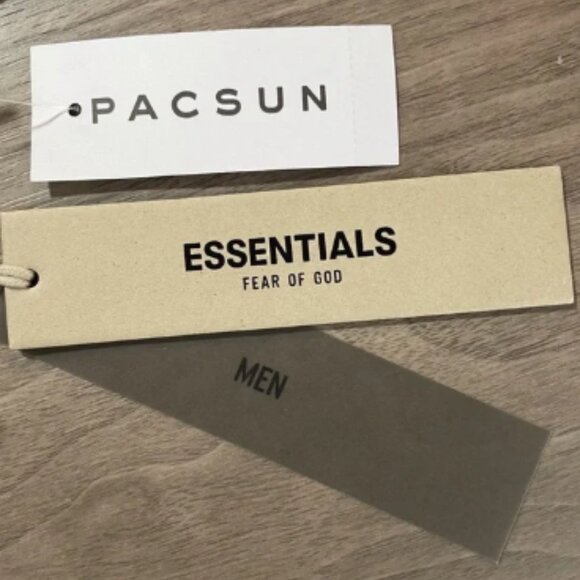 PACSUN
ESSENTIALS
FEAR OF GOD
MEN